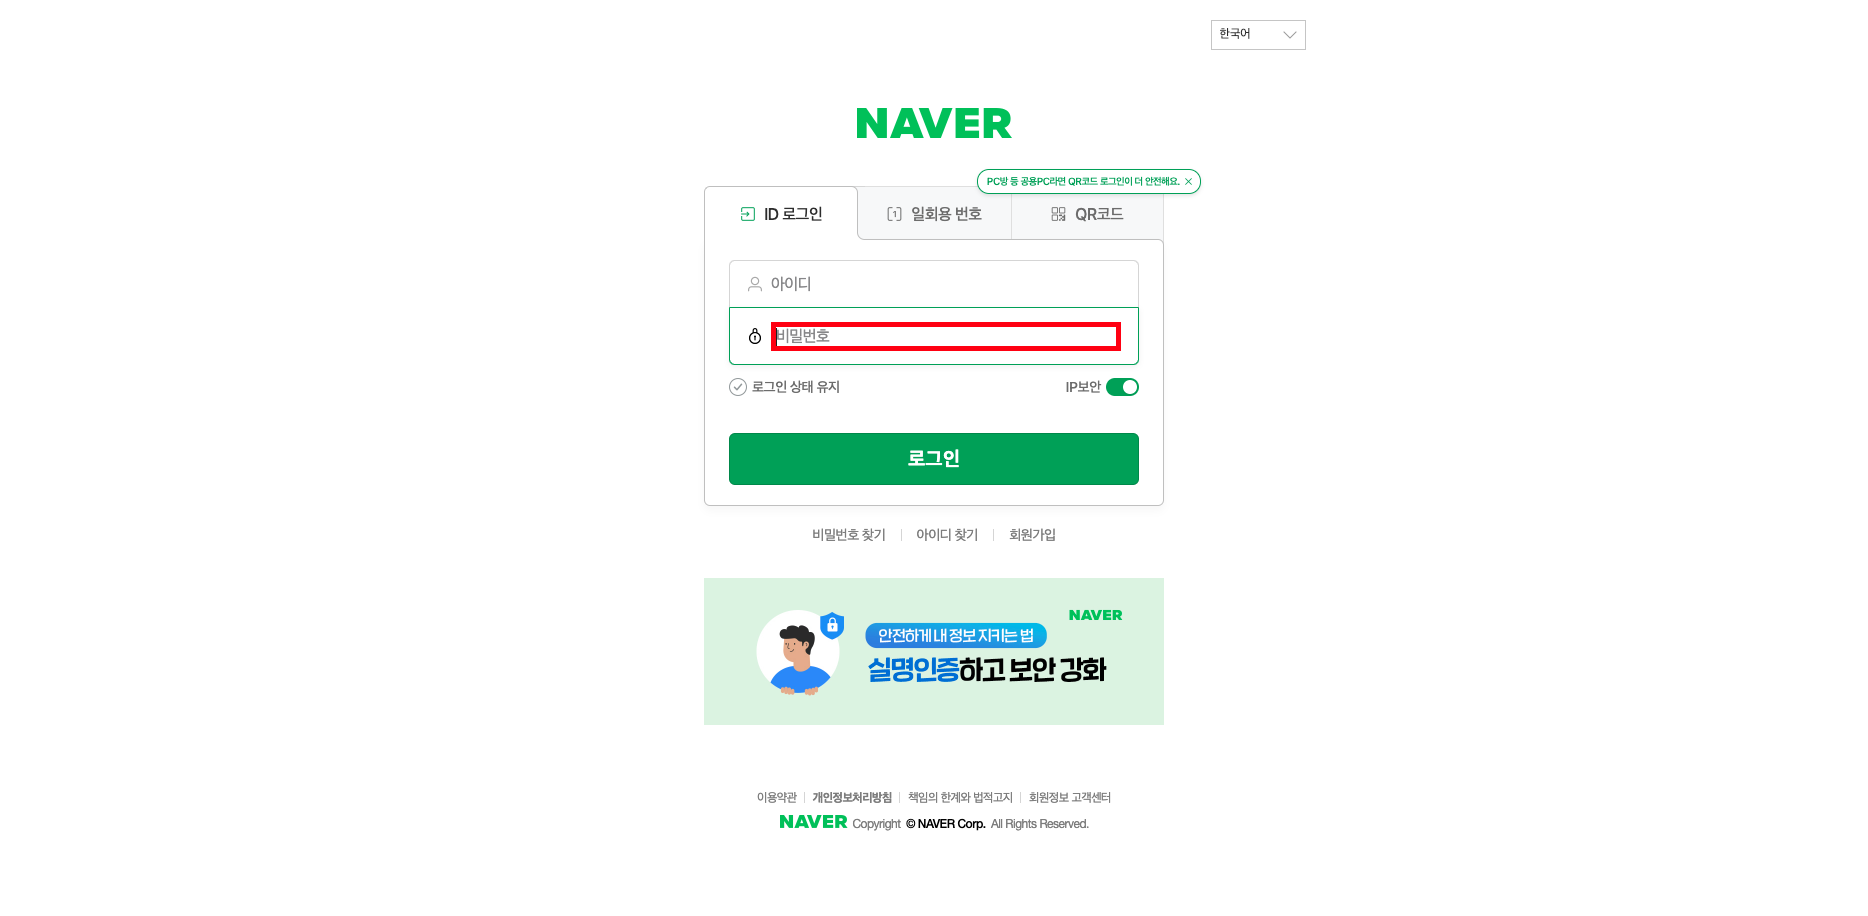 한국어
NAVER
PC방 등 공용PC라면 QR코드 로그인이 더 안전해요.
ID 로그인
일회용 번호
QR코드
아이디
비밀번호
로그인 상태 유지
IP보안
로그인
비밀번호 찾기
아이디 찾기
회원가입
NAVER
안전하게 내 정보 지키는 법
실명인증하고 보안 강화
이용약관
개인정보처리방침
책임의 한계와 법적고지
회원정보 고객센터
NAVER Copyright © NAVER Corp. All Rights Reserved.